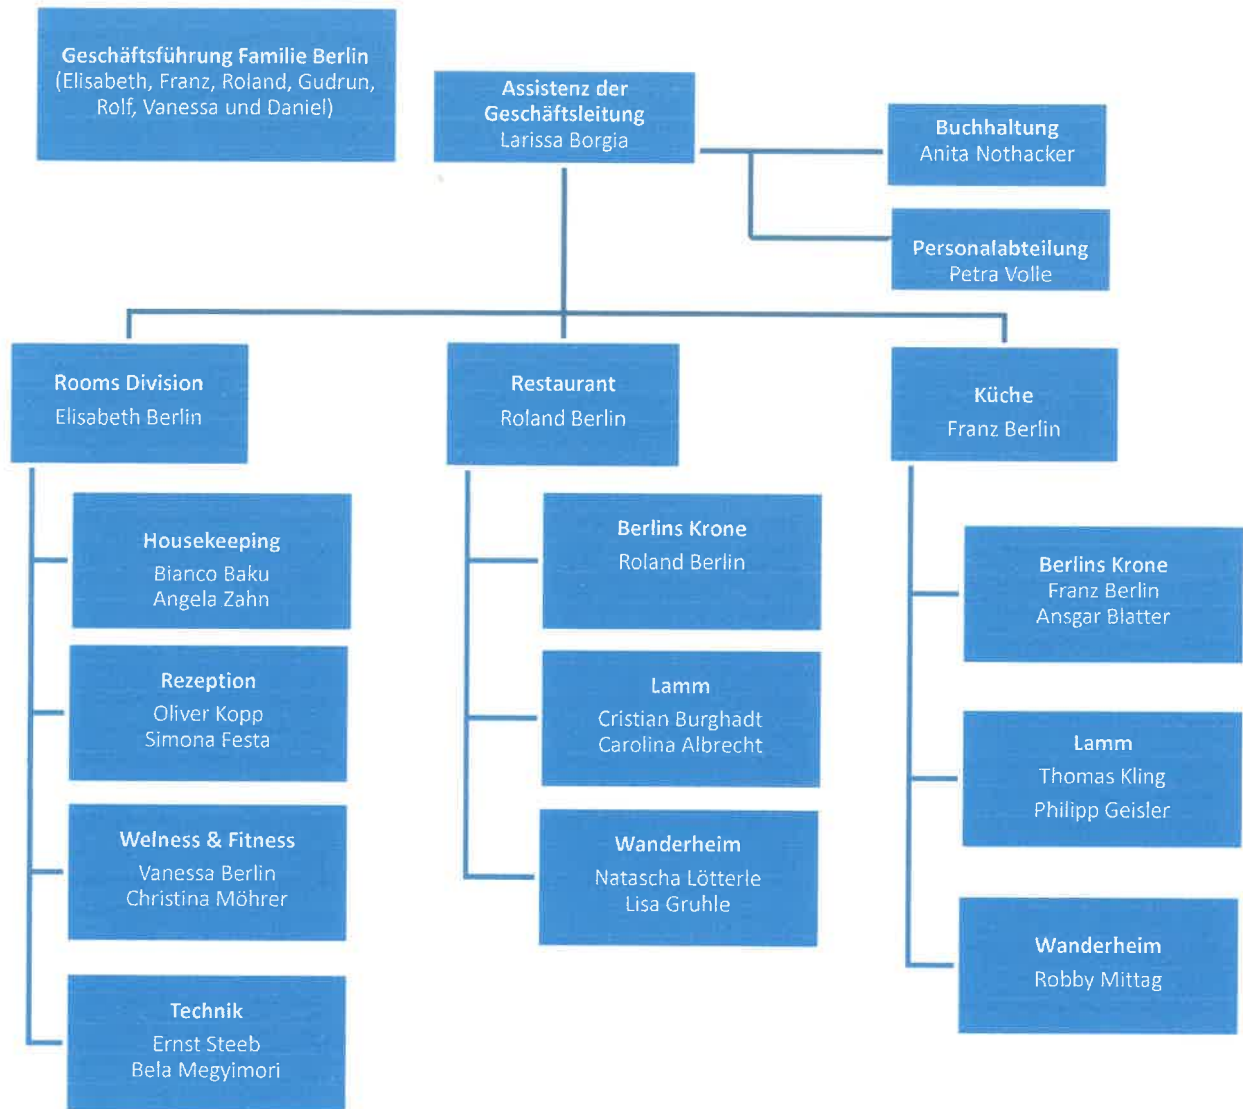 Geschäftsführung Familie Berlin
(Elisabeth, Franz, Roland, Gudrun,
Rolf, Vanessa und Daniel)
Assistenz der
Geschäftsleitung
Larissa Borgia
Buchhaltung
Anita Nothacker
Personalabteilung
Petra Volle
Rooms Division
Elisabeth Berlin
Housekeeping
Bianco Baku
Angela Zahn
Rezeption
Oliver Kopp
Simona Festa
Welness & Fitness
Vanessa Berlin
Christina Möhrer
Technik
Ernst Steeb
Bela Megyimori
Restaurant
Roland Berlin
Berlins Krone
Roland Berlin
Lamm
Cristian Burghadt
Carolina Albrecht
Wanderheim
Natascha Lötterle
Lisa Gruhle
Küche
Franz Berlin
Berlins Krone
Franz Berlin
Ansgar Blatter
Lamm
Thomas Kling
Philipp Geisler
Wanderheim
Robby Mittag